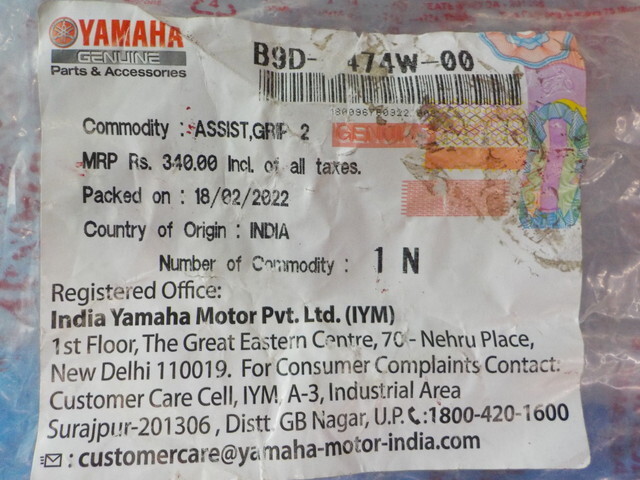 YAMAHA
GENUINE
Parts & Accessories
B9D- 474W-00
GENUINE
Commodity : ASSIST,GRIP 2
MRP Rs. 340.00 Incl. of all taxes.
Packed on : 18/02/2022
Country of Origin : INDIA
Number of Commodity : 1 N
Registered Office:
India Yamaha Motor Pvt. Ltd. (IYM)
1st Floor, The Great Eastern Centre, 70 - Nehru Place,
New Delhi 110019. For Consumer Complaints Contact:
Customer Care Cell, IYM, A-3, Industrial Area
Surajpur-201306 , Distt. GB Nagar, U.P. :1800-420-1600
: customercare@yamaha-motor-india.com